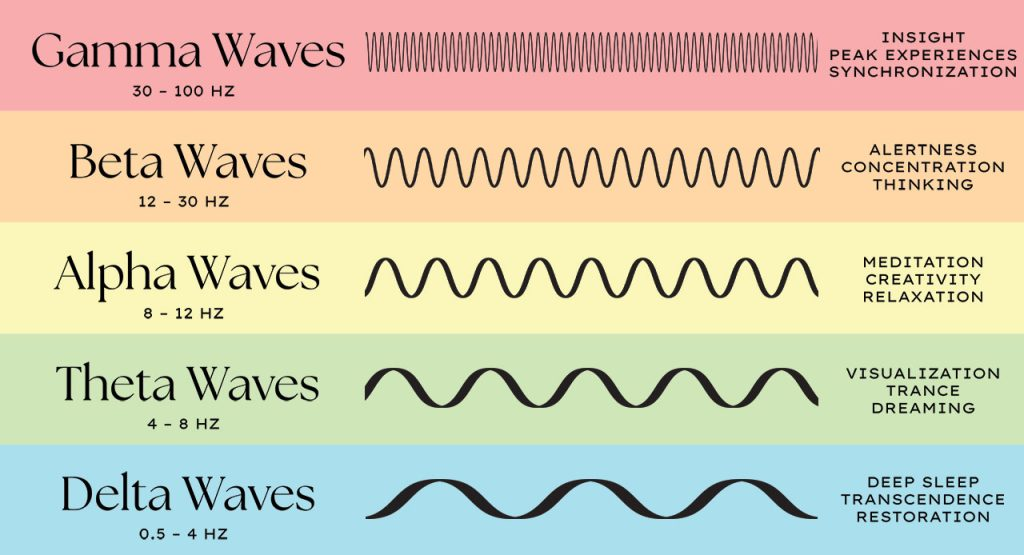 Gamma Waves
30 – 100 HZ
INSIGHT
PEAK EXPERIENCES
SYNCHRONIZATION
Beta Waves
12 – 30 HZ
ALERTNESS
CONCENTRATION
THINKING
Alpha Waves
8 – 12 HZ
MEDITATION
CREATIVITY
RELAXATION
Theta Waves
4 – 8 HZ
VISUALIZATION
TRANCE
DREAMING
Delta Waves
0.5 – 4 HZ
DEEP SLEEP
TRANSCENDENCE
RESTORATION